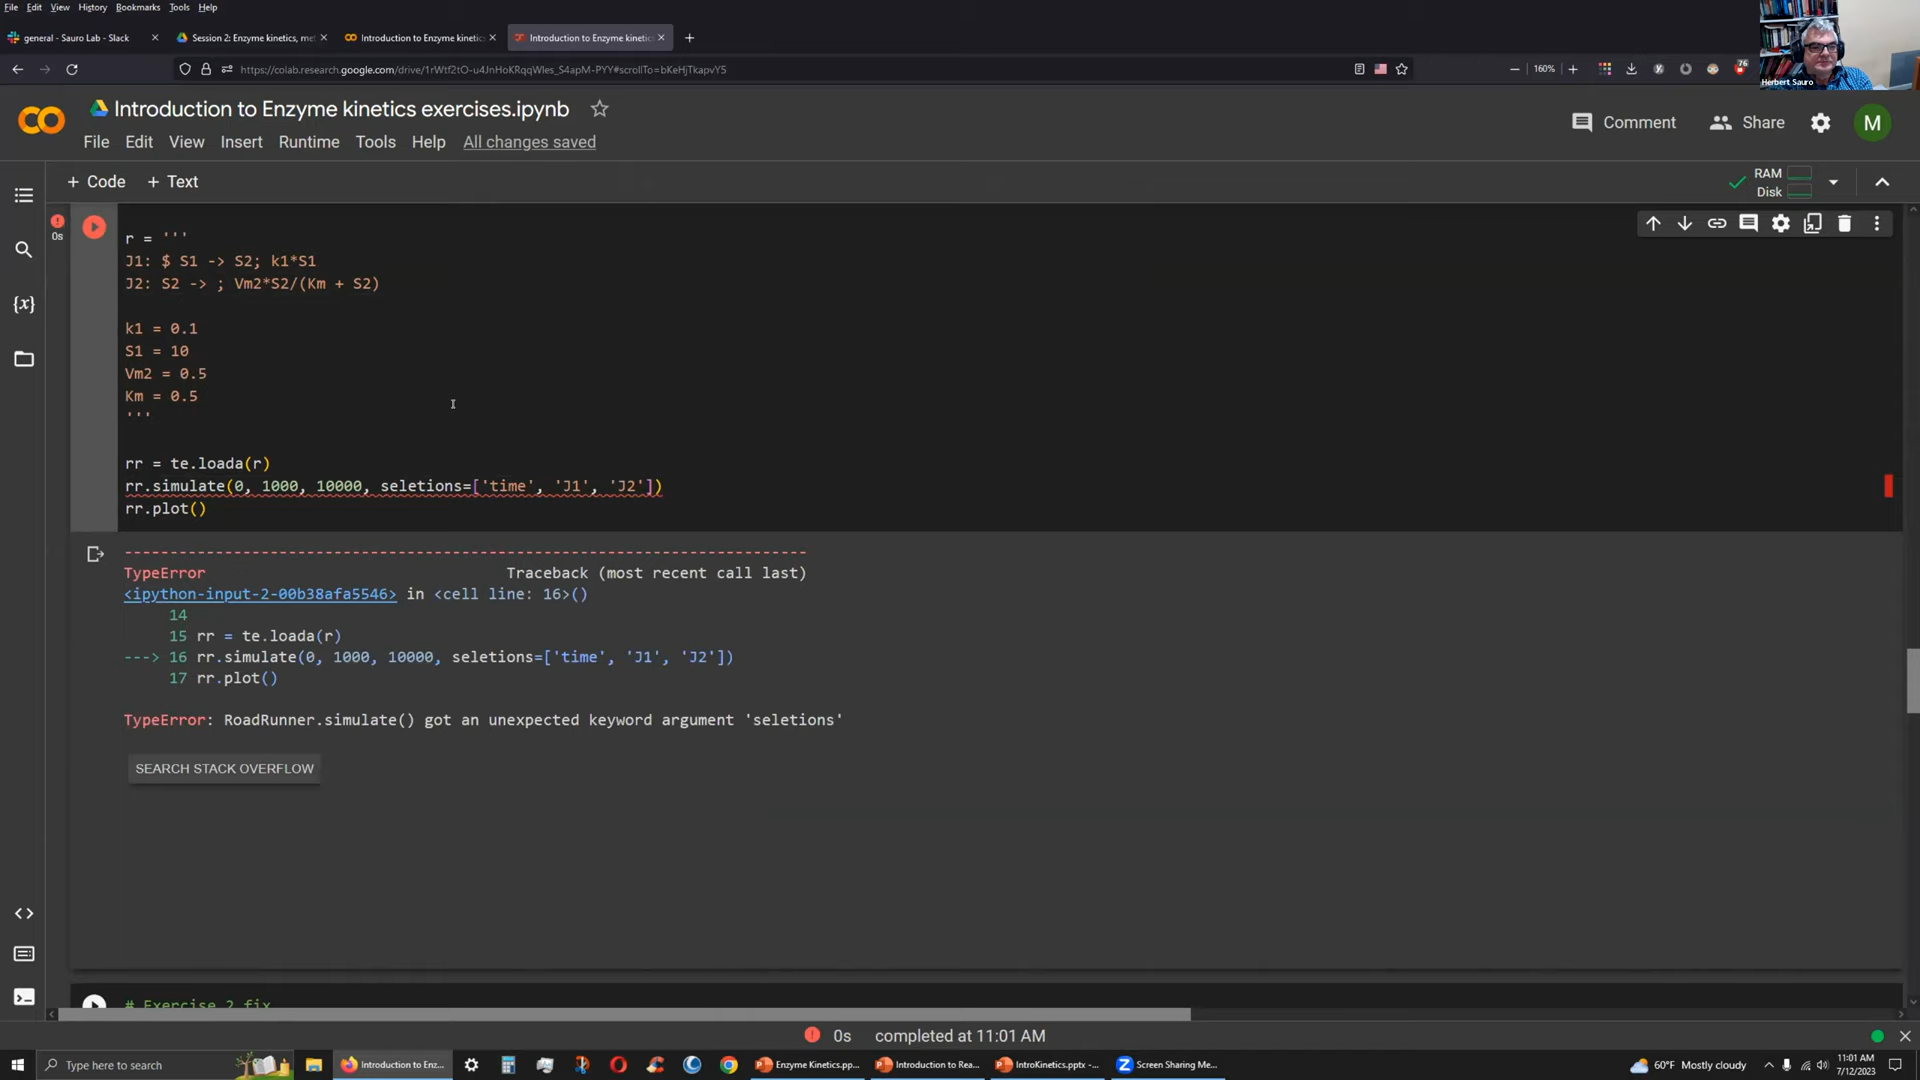 File Edit View History Bookmarks Tools Help
general - Sauro Lab - Slack
Session 2: Enzyme kinetics, me
Introduction to Enzyme kinetic
Introduction to Enzyme kinetic
https://colab.research.google.com/drive/1rWtf2tO-u4JnHoKRqqWles_S4apM-PYY#scrollTo=bKeHjTkapvY5
160%
76
Herbert Sauro
Introduction to Enzyme kinetics exercises.ipynb
Comment Share M
File Edit View Insert Runtime Tools Help All changes saved
+ Code + Text
RAM
Disk
0s
r = '''
J1: $ S1 -> S2; k1*S1
J2: S2 -> ; Vm2*S2/(Km + S2)
k1 = 0.1
S1 = 10
Vm2 = 0.5
Km = 0.5
'''
rr = te.loada(r)
rr.simulate(0, 1000, 10000, seletions=['time', 'J1', 'J2'])
rr.plot()
---------------------------------------------------------------------------
TypeError Traceback (most recent call last)
<ipython-input-2-00b38afa5546> in <cell line: 16>()
14
15 rr = te.loada(r)
---> 16 rr.simulate(0, 1000, 10000, seletions=['time', 'J1', 'J2'])
17 rr.plot()
TypeError: RoadRunner.simulate() got an unexpected keyword argument 'seletions'
SEARCH STACK OVERFLOW
# Exercise 2 fix
0s completed at 11:01 AM
Type here to search
Introduction to Enz...
Enzyme Kinetics.pp...
Introduction to Rea...
IntroKinetics.pptx -...
Screen Sharing Me...
60°F Mostly cloudy
11:01 AM
7/12/2023